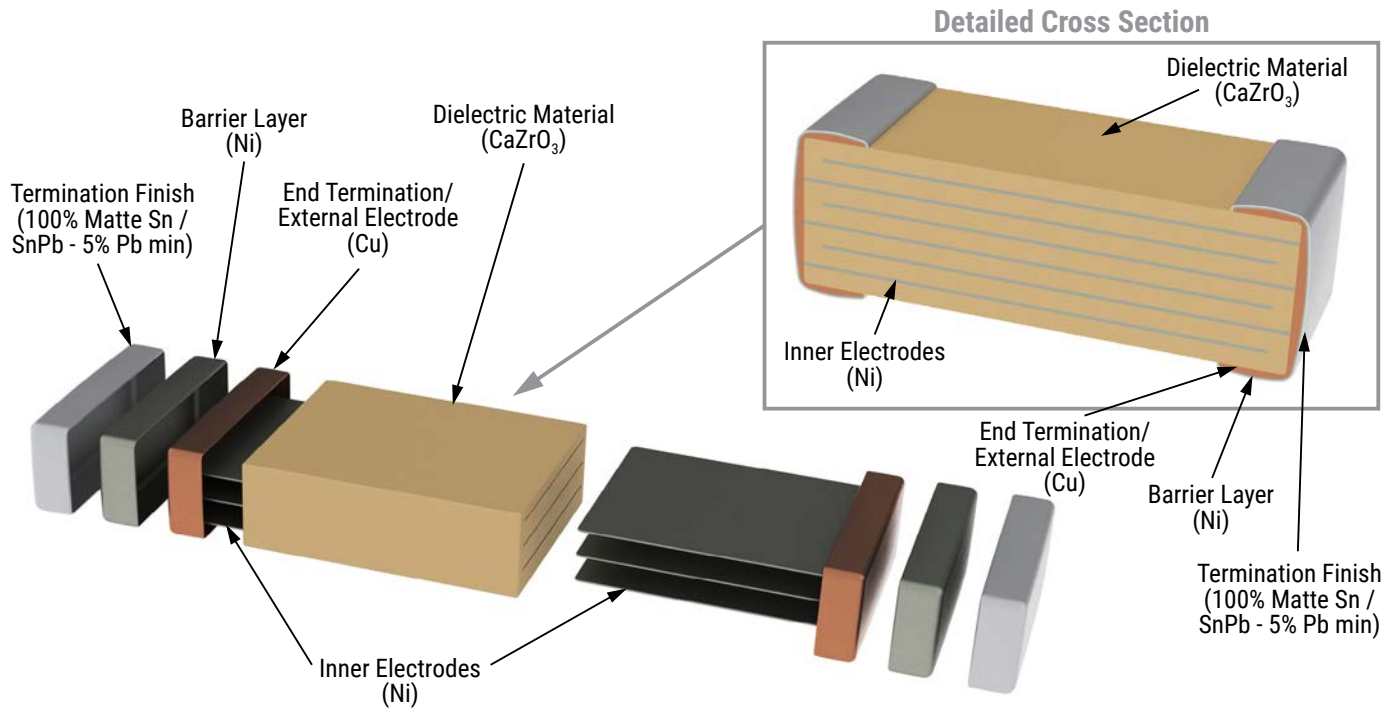 Detailed Cross Section
Dielectric Material
(CaZrO₃)
Inner Electrodes
(Ni)
End Termination/
External Electrode
(Cu)
Barrier Layer
(Ni)
Termination Finish
(100% Matte Sn /
SnPb - 5% Pb min)
Termination Finish
(100% Matte Sn /
SnPb - 5% Pb min)
Barrier Layer
(Ni)
End Termination/
External Electrode
(Cu)
Dielectric Material
(CaZrO₃)
Inner Electrodes
(Ni)